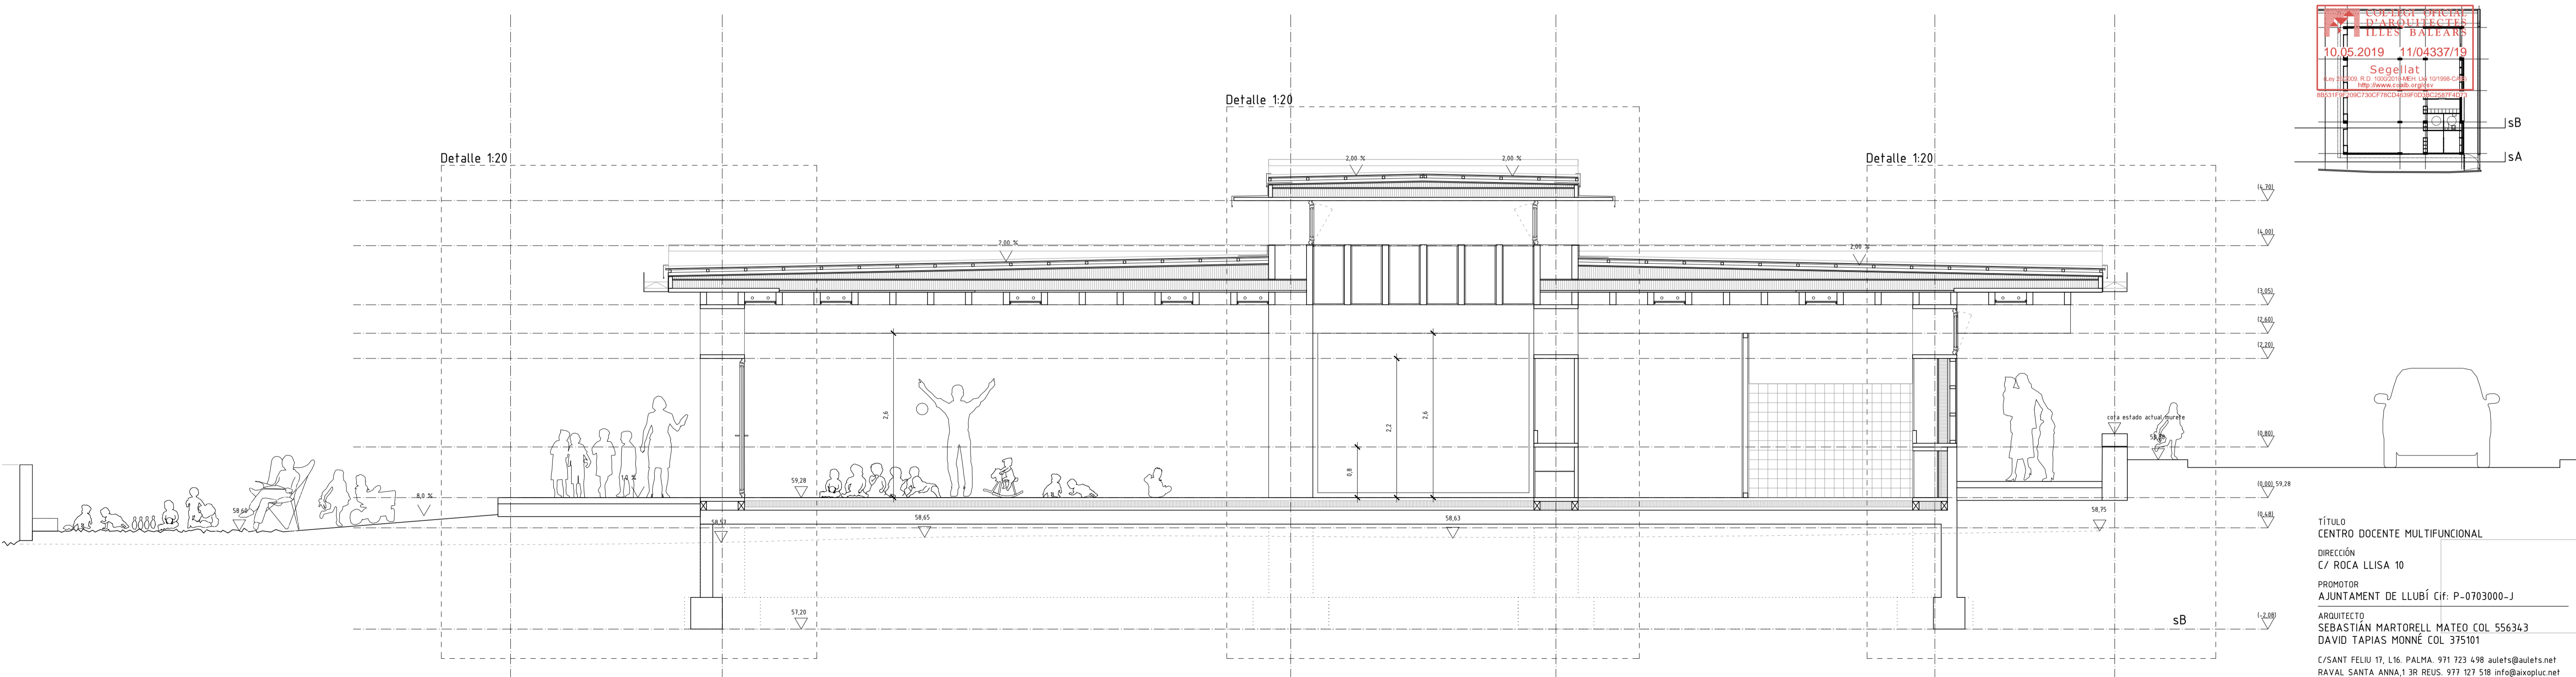 Detalle 1:20
Detalle 1:20
Detalle 1:20
2,00 %
2,00 %
2,00 %
2,00 %
COL·LEGI OFICIAL
D'ARQUITECTES
ILLES BALEARS
10.05.2019 11/04337/19
Segellat
http://www.coaib.org/csv
sB
sA
(4,70)
(4,00)
(3,05)
(2,60)
(2,20)
(0,80)
(0,00) 59,28
(0,48)
(-2,08)
2,6
2,2
2,6
0,8
cota estado actual murete
1,0 %
8,0 %
58,60
59,28
58,65
58,63
58,75
57,20
sB
TÍTULO
CENTRO DOCENTE MULTIFUNCIONAL
DIRECCIÓN
C/ ROCA LLISA 10
PROMOTOR
AJUNTAMENT DE LLUBÍ Cif: P-0703000-J
ARQUITECTO
SEBASTIÁN MARTORELL MATEO COL 556343
DAVID TAPIAS MONNÉ COL 375101
C/SANT FELIU 17, L16. PALMA. 971 723 498 aulets@aulets.net
RAVAL SANTA ANNA,1 3R REUS. 977 127 518 info@aixopluc.net